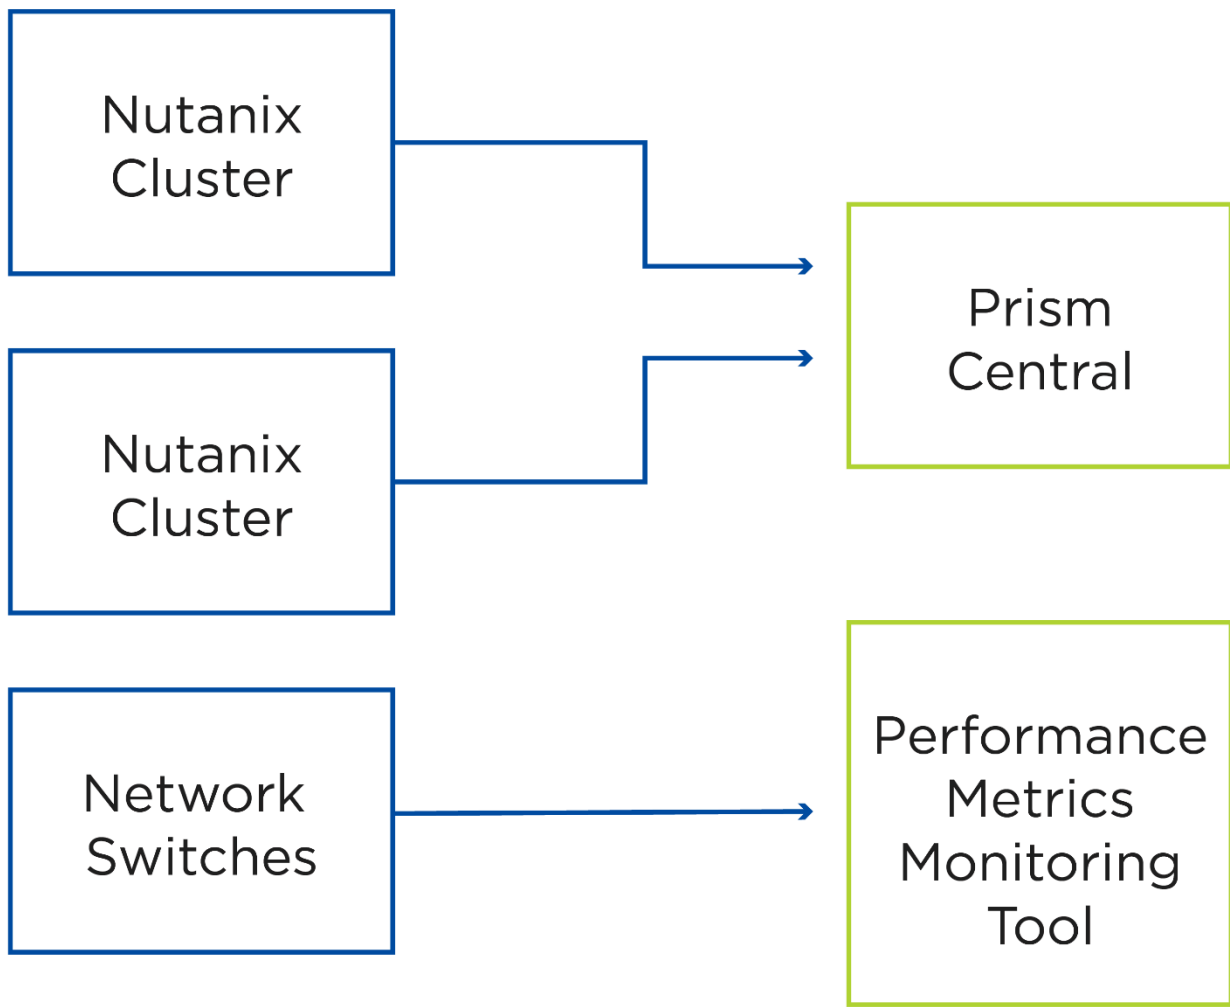 Nutanix
Cluster
Prism
Central
Nutanix
Cluster
Network
Switches
Performance
Metrics
Monitoring
Tool